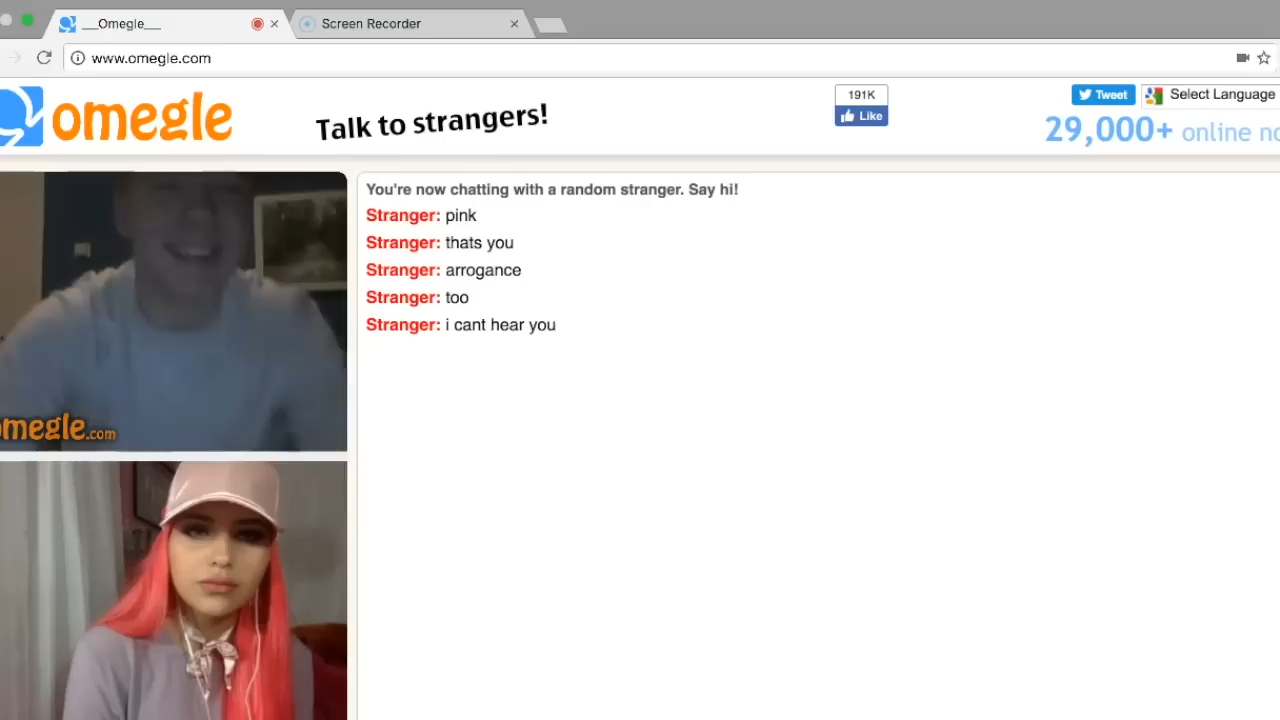 __Omegle__
Screen Recorder
www.omegle.com
omegle
Talk to strangers!
191K
Like
Tweet
Select Language
29,000+ online no
You're now chatting with a random stranger. Say hi!
Stranger: pink
Stranger: thats you
Stranger: arrogance
Stranger: too
Stranger: i cant hear you
omegle.com